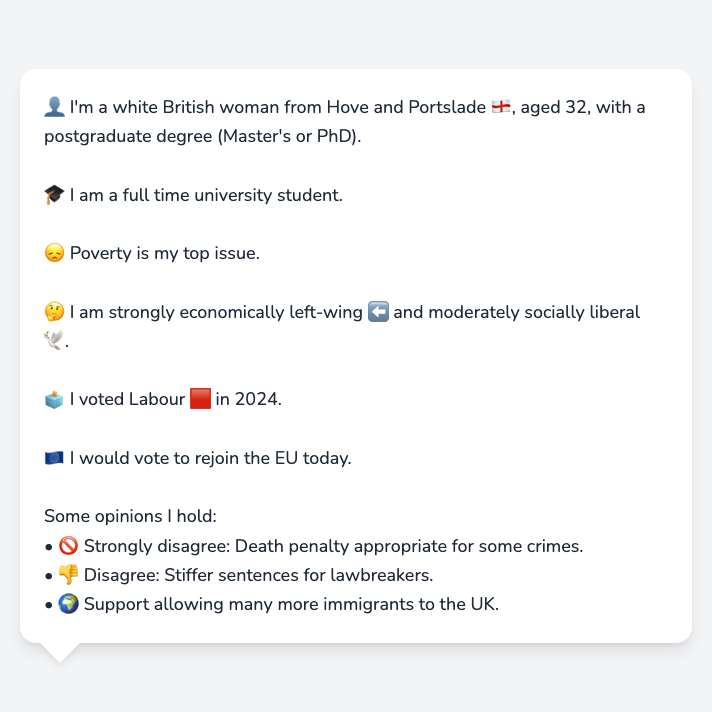 👤 I'm a white British woman from Hove and Portslade 🏴󠁧󠁢󠁥󠁮󠁧󠁿, aged 32, with a
postgraduate degree (Master's or PhD).
🎓 I am a full time university student.
😞 Poverty is my top issue.
🤔 I am strongly economically left-wing ⬅️ and moderately socially liberal
🕊️.
🗳️ I voted Labour 🟥 in 2024.
🇪🇺 I would vote to rejoin the EU today.
Some opinions I hold:
• 🚫 Strongly disagree: Death penalty appropriate for some crimes.
• 👎 Disagree: Stiffer sentences for lawbreakers.
• 🌍 Support allowing many more immigrants to the UK.